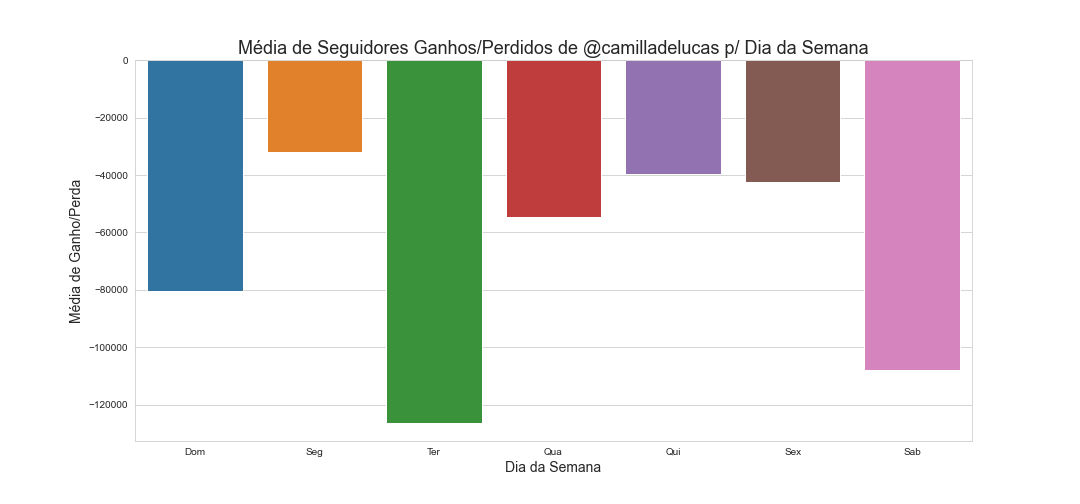 Média de Seguidores Ganhos/Perdidos de @camilladelucas p/ Dia da Semana
Média de Ganho/Perda
0
−20000
−40000
−60000
−80000
−100000
−120000
Dom Seg Ter Qua Qui Sex Sab
Dia da Semana